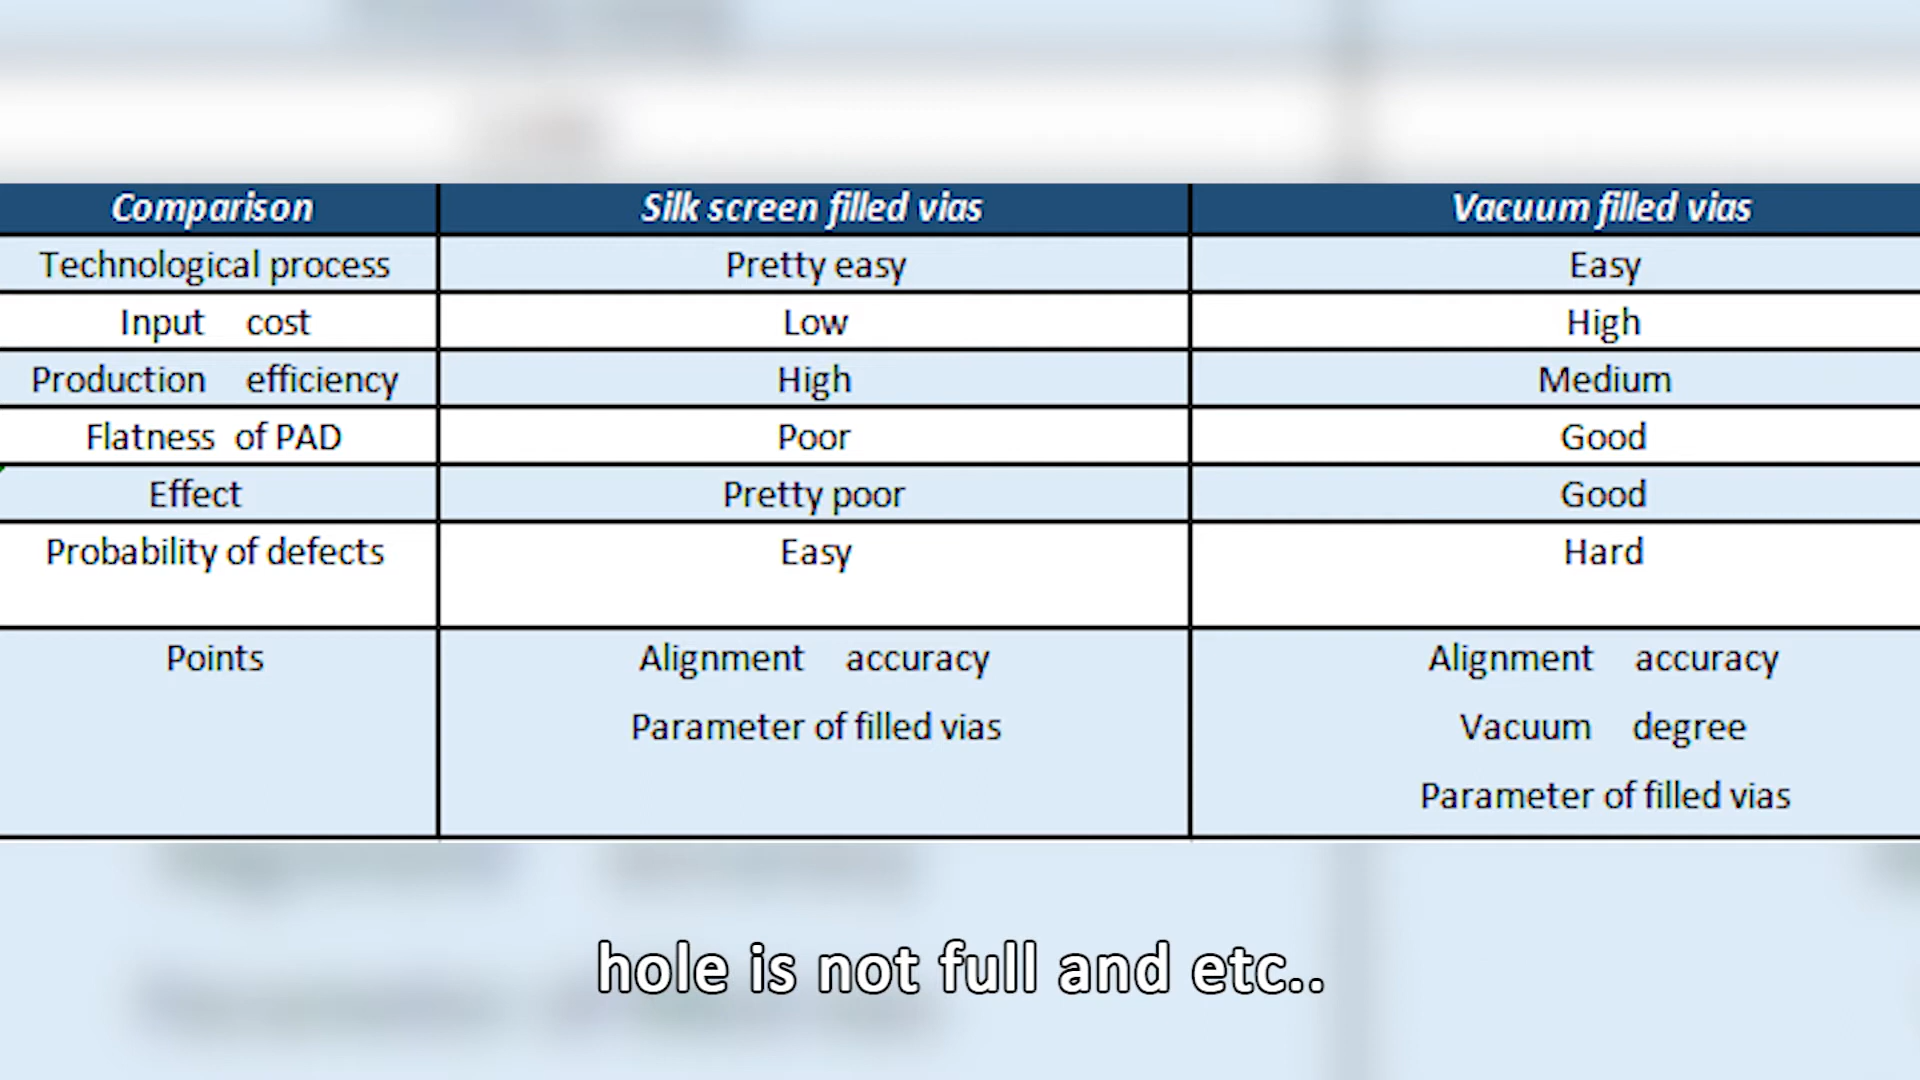 Comparison Silk screen filled vias Vacuum filled vias
Technological process Pretty easy Easy
Input cost Low High
Production efficiency High Medium
Flatness of PAD Poor Good
Effect Pretty poor Good
Probability of defects Easy Hard
Points Alignment accuracy Alignment accuracy
Parameter of filled vias Vacuum degree
Parameter of filled vias
hole is not full and etc..